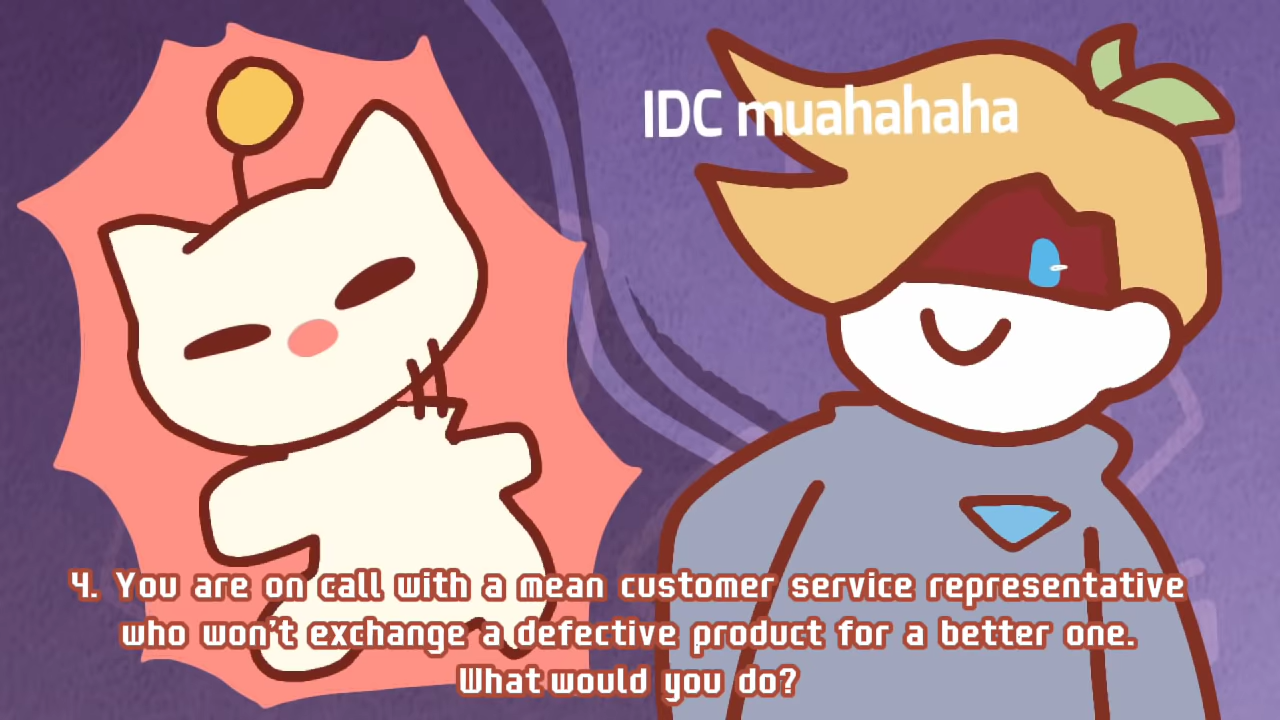 IDC muahahaha
4. You are on call with a mean customer service representative
who won't exchange a defective product for a better one.
What would you do?